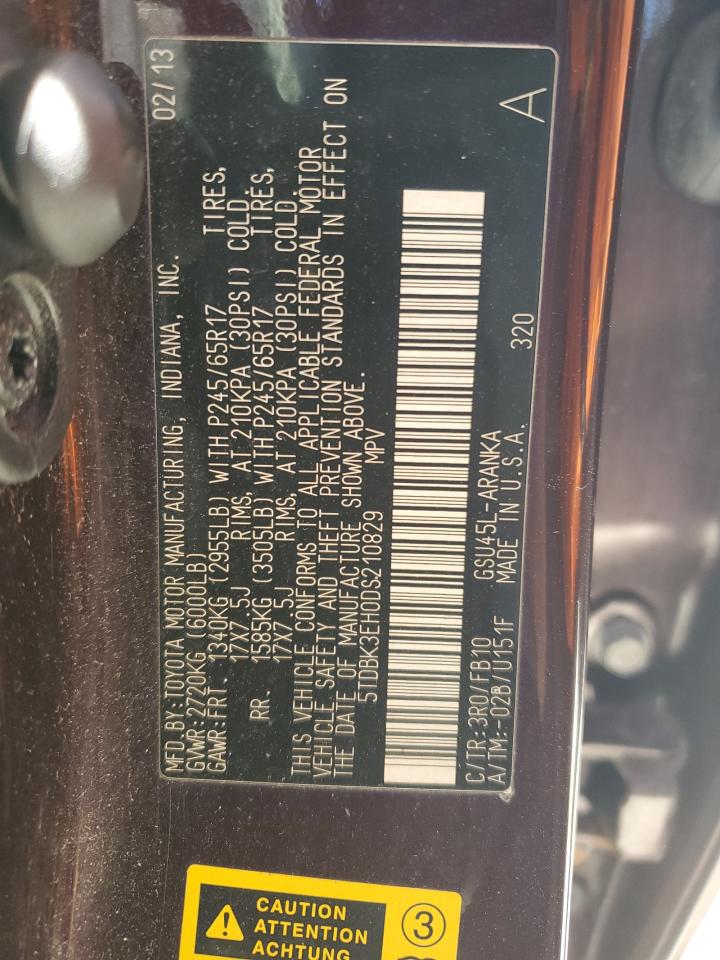 MFD.BY:TOYOTA MOTOR MANUFACTURING, INDIANA, INC. 02/13
GVWR:2720KG (6000LB)
GAWR:FRT. 1340KG (2955LB) WITH P245/65R17 TIRES,
17X7.5J RIMS, AT 210KPA (30PSI) COLD.
RR. 1585KG (3505LB) WITH P245/65R17 TIRES,
17X7.5J RIMS, AT 210KPA (30PSI) COLD.
THIS VEHICLE CONFORMS TO ALL APPLICABLE FEDERAL MOTOR
VEHICLE SAFETY AND THEFT PREVENTION STANDARDS IN EFFECT ON
THE DATE OF MANUFACTURE SHOWN ABOVE.
5TDBK3EH0DS210829 MPV
C/TR:3R0/FB10 GSU45L-ARANKA
A/TM:-02B/U151F MADE IN U.S.A. 320 A
CAUTION
ATTENTION
ACHTUNG
3